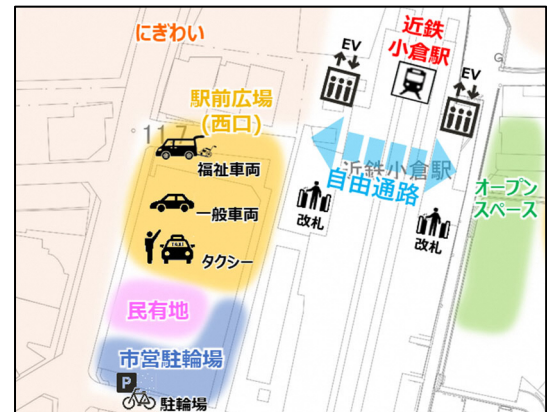 にぎわい
近鉄
小倉駅
EV
EV
駅前広場
(西口)
117
福祉車両
一般車両
TAXI
タクシー
近鉄小倉駅
自由通路
改札
改札
オープン
スペース
民有地
市営駐輪場
P
駐輪場